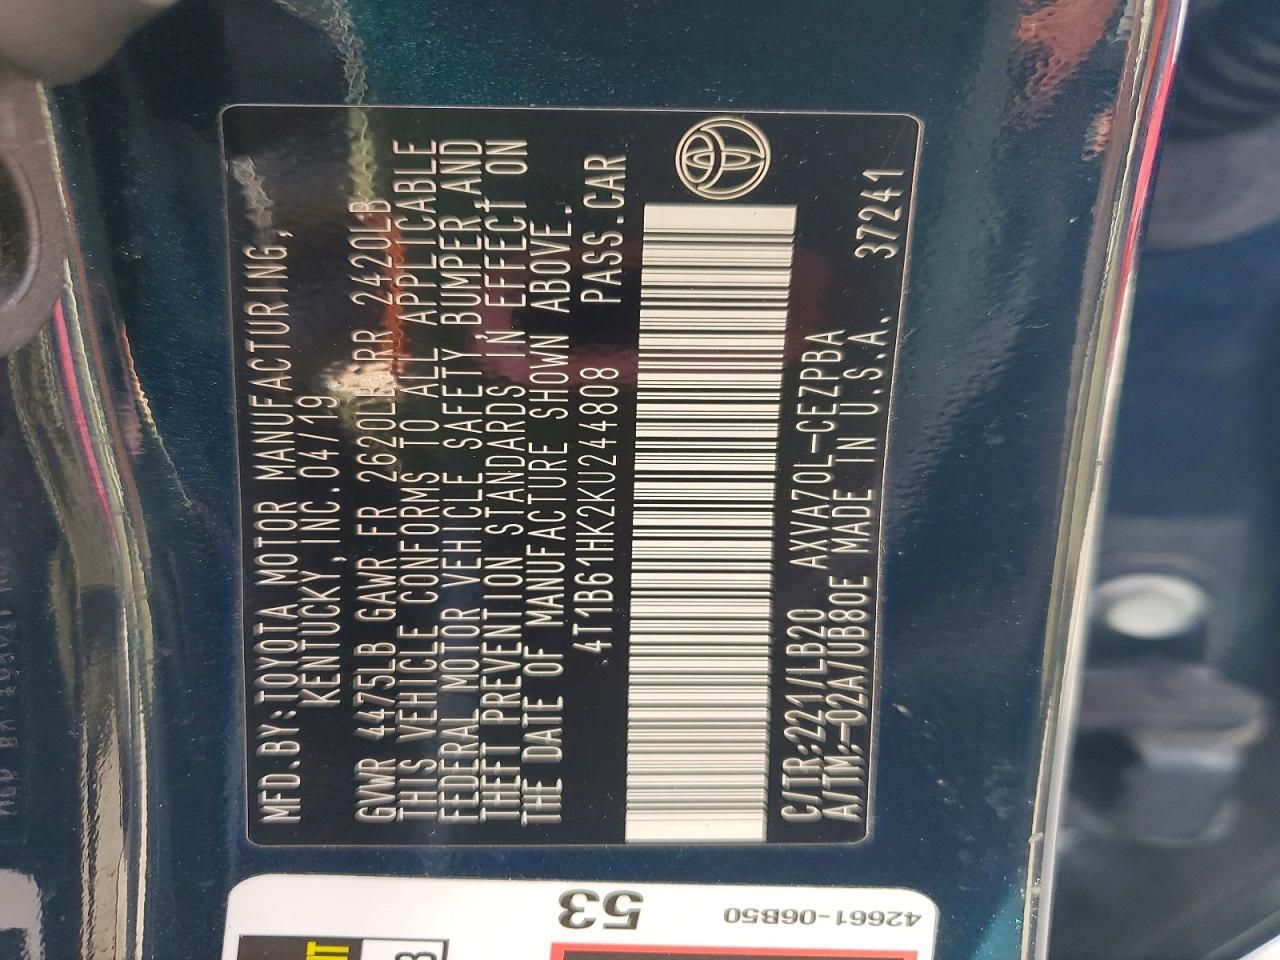 MFD.BY:TOYOTA MOTOR MANUFACTURING,
KENTUCKY, INC.04/19
GVWR 4475LB GAWR FR 2620LB RR 2420LB
THIS VEHICLE CONFORMS TO ALL APPLICABLE
FEDERAL MOTOR VEHICLE SAFETY BUMPER AND
THEFT PREVENTION STANDARDS IN EFFECT ON
THE DATE OF MANUFACTURE SHOWN ABOVE.
4T1B61HK2KU244808 PASS.CAR
C/TR:221/LB20 AXVA70L-CEZPBA 37241
A/TM:-02A/UB80E MADE IN U.S.A.
53
42661-06B50